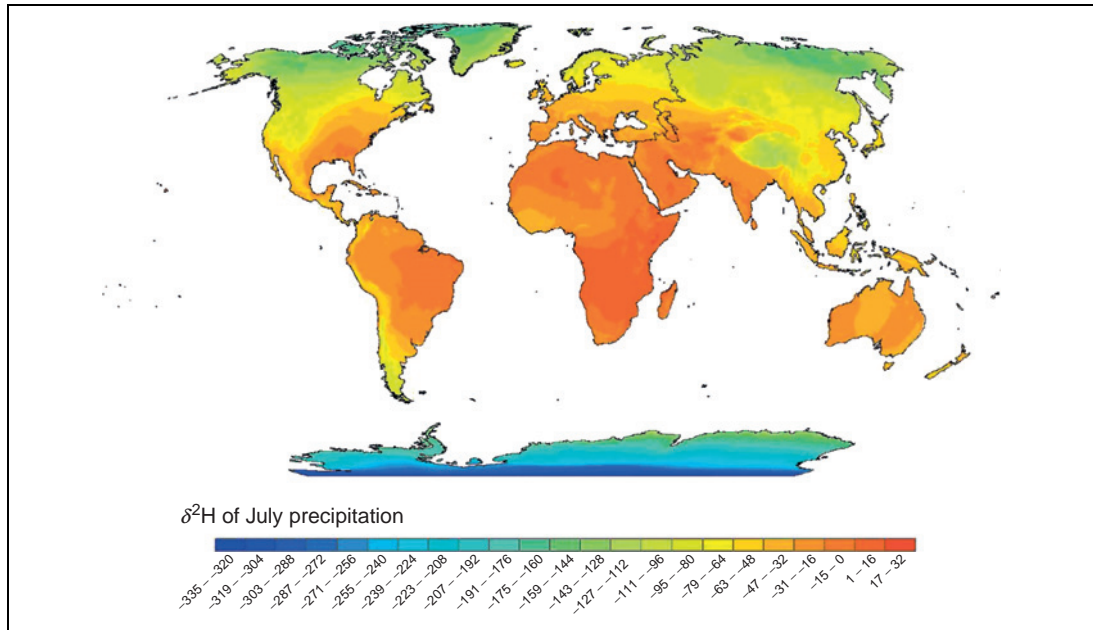 δ²H of July precipitation
–335 – –320
–319 – –304
–303 – –288
–287 – –272
–271 – –256
–255 – –240
–239 – –224
–223 – –208
–207 – –192
–191 – –176
–175 – –160
–159 – –144
–143 – –128
–127 – –112
–111 – –96
–95 – –80
–79 – –64
–63 – –48
–47 – –32
–31 – –16
–15 – 0
1 – 16
17 – 32